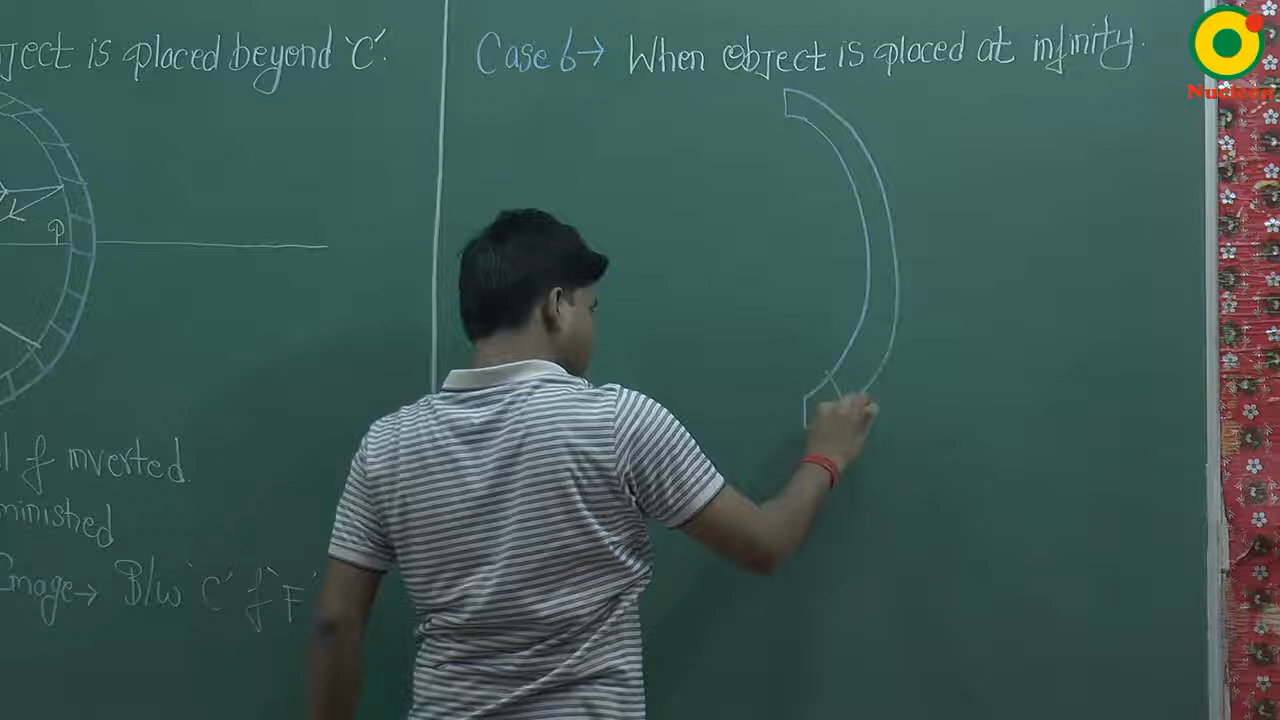 ject is placed beyond 'C'.
P
l & inverted
minished
Image → B/w 'C' & 'F'
Case 6 → When object is placed at infinity.
Nucleon